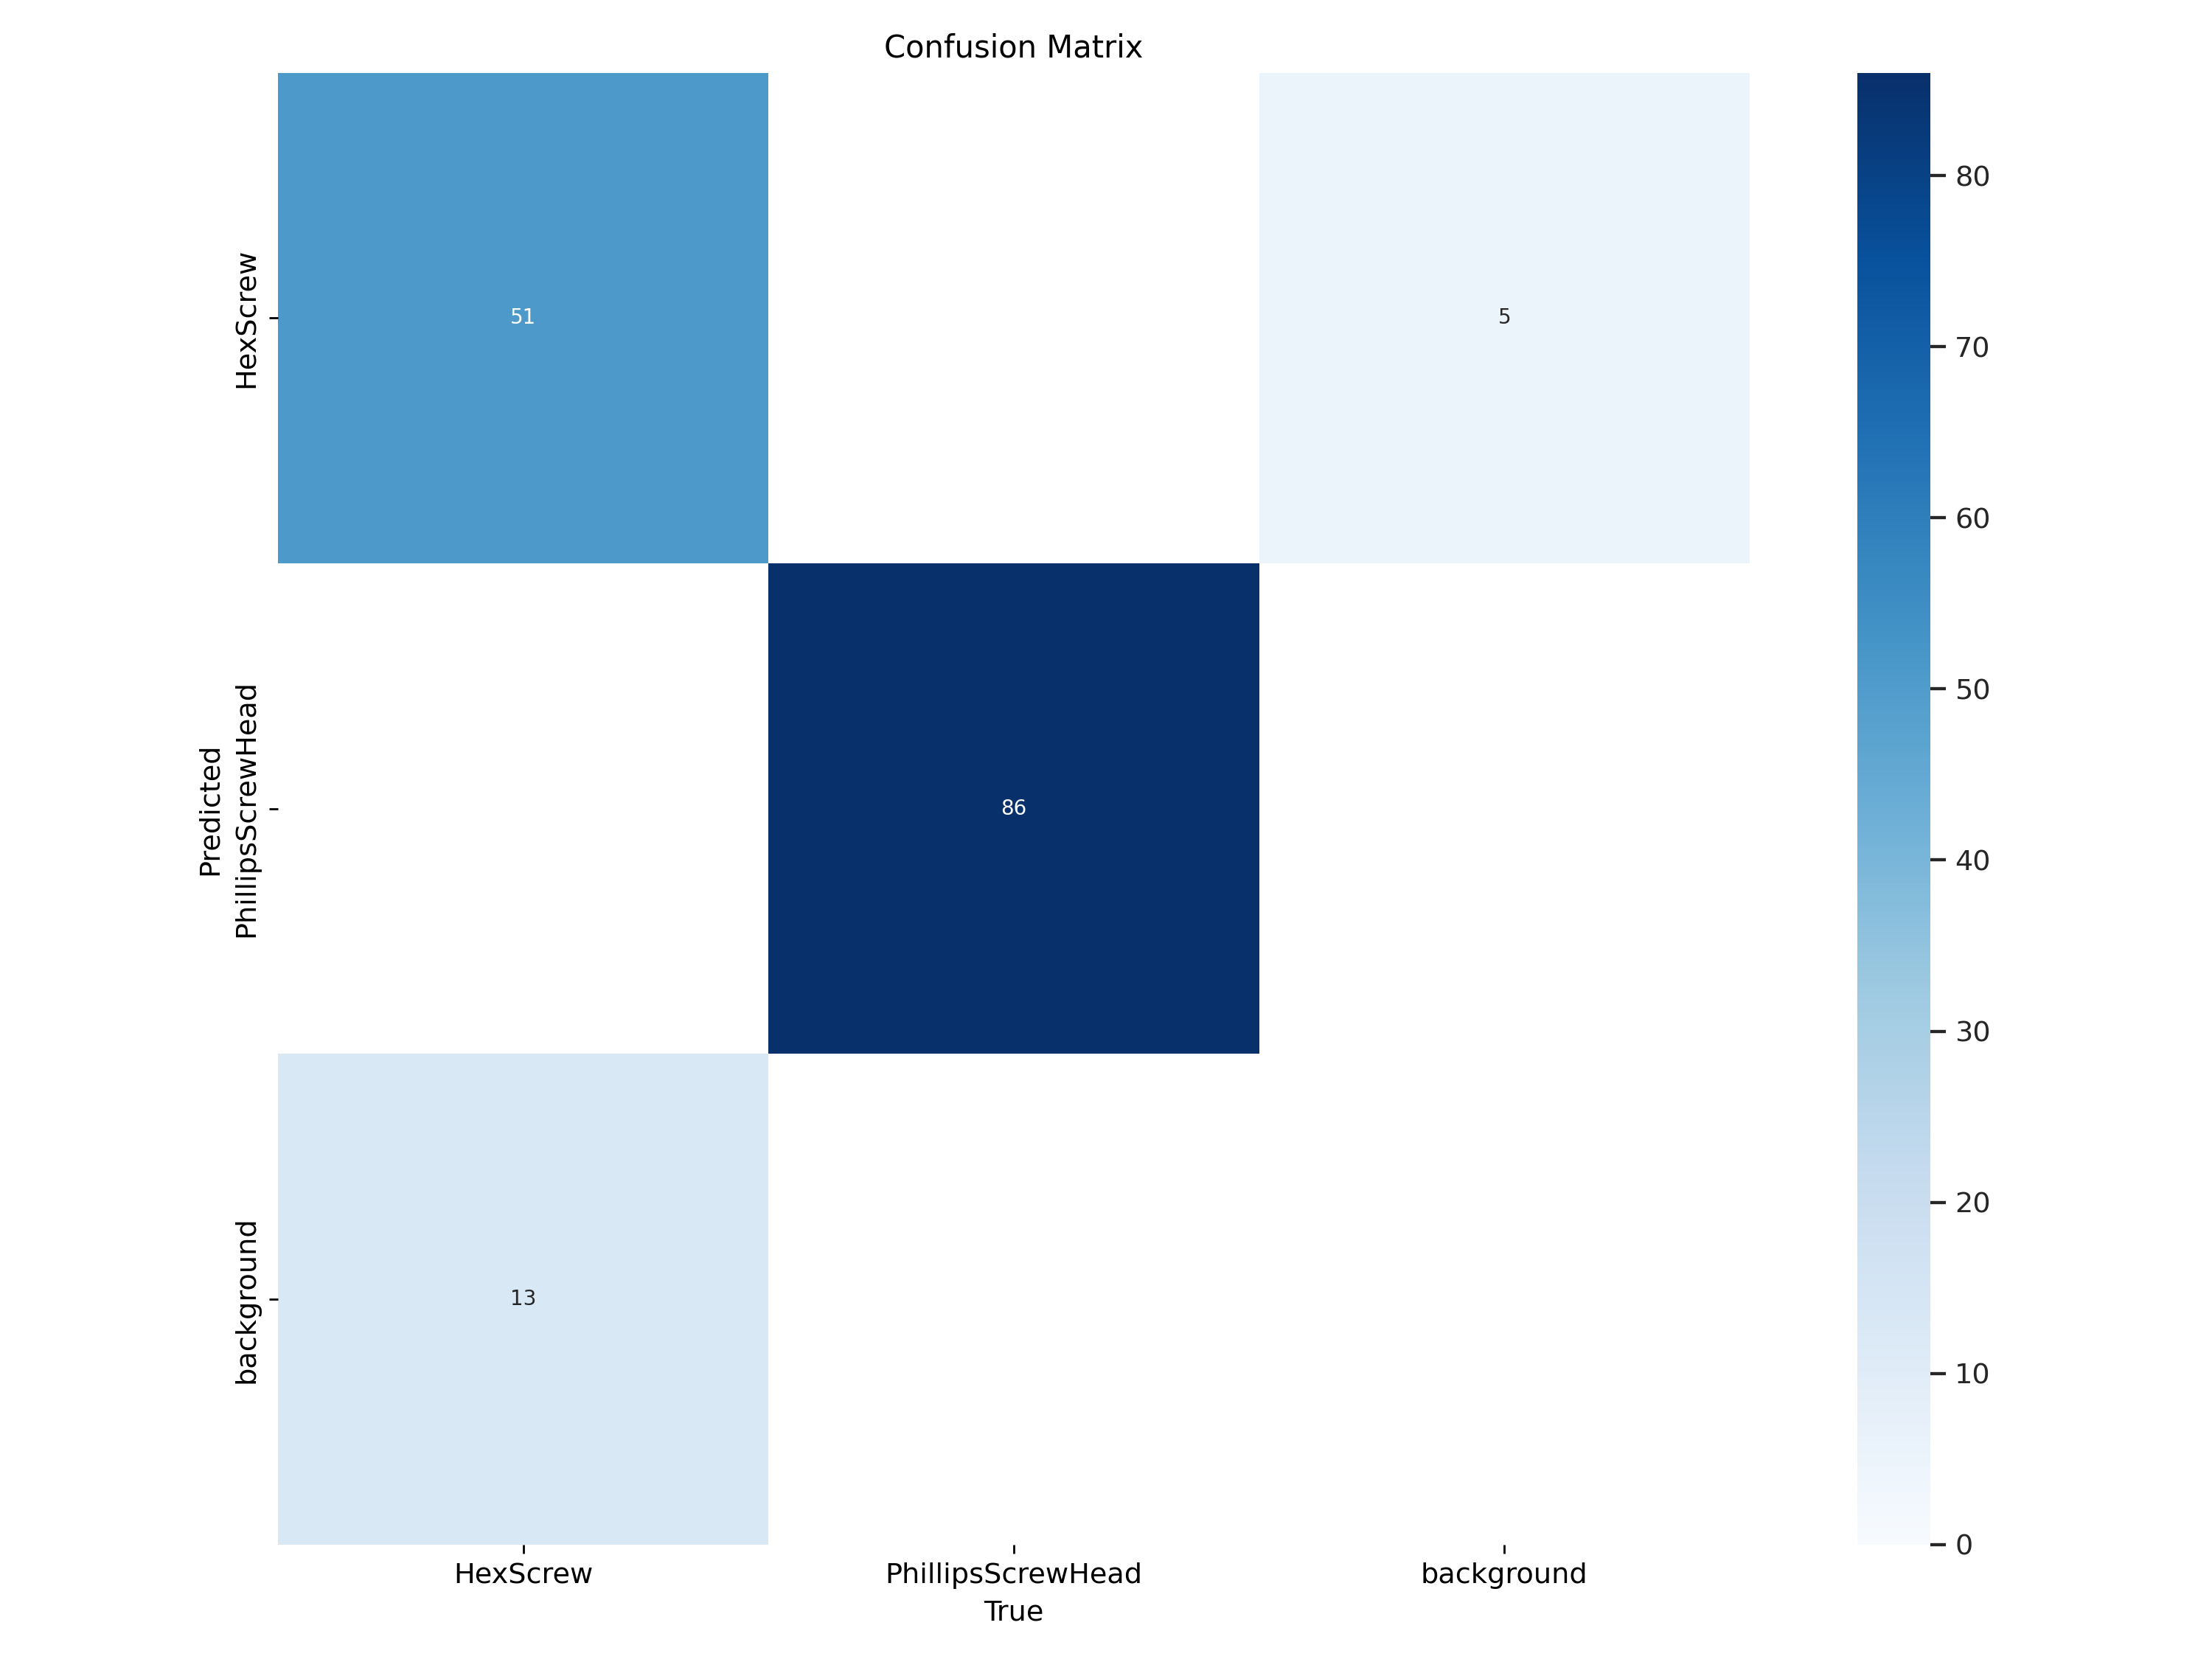 Confusion Matrix
HexScrew
51
5
80
70
60
50
40
30
20
10
0
Predicted
PhillipsScrewHead
86
background
13
HexScrew
PhillipsScrewHead
background
True